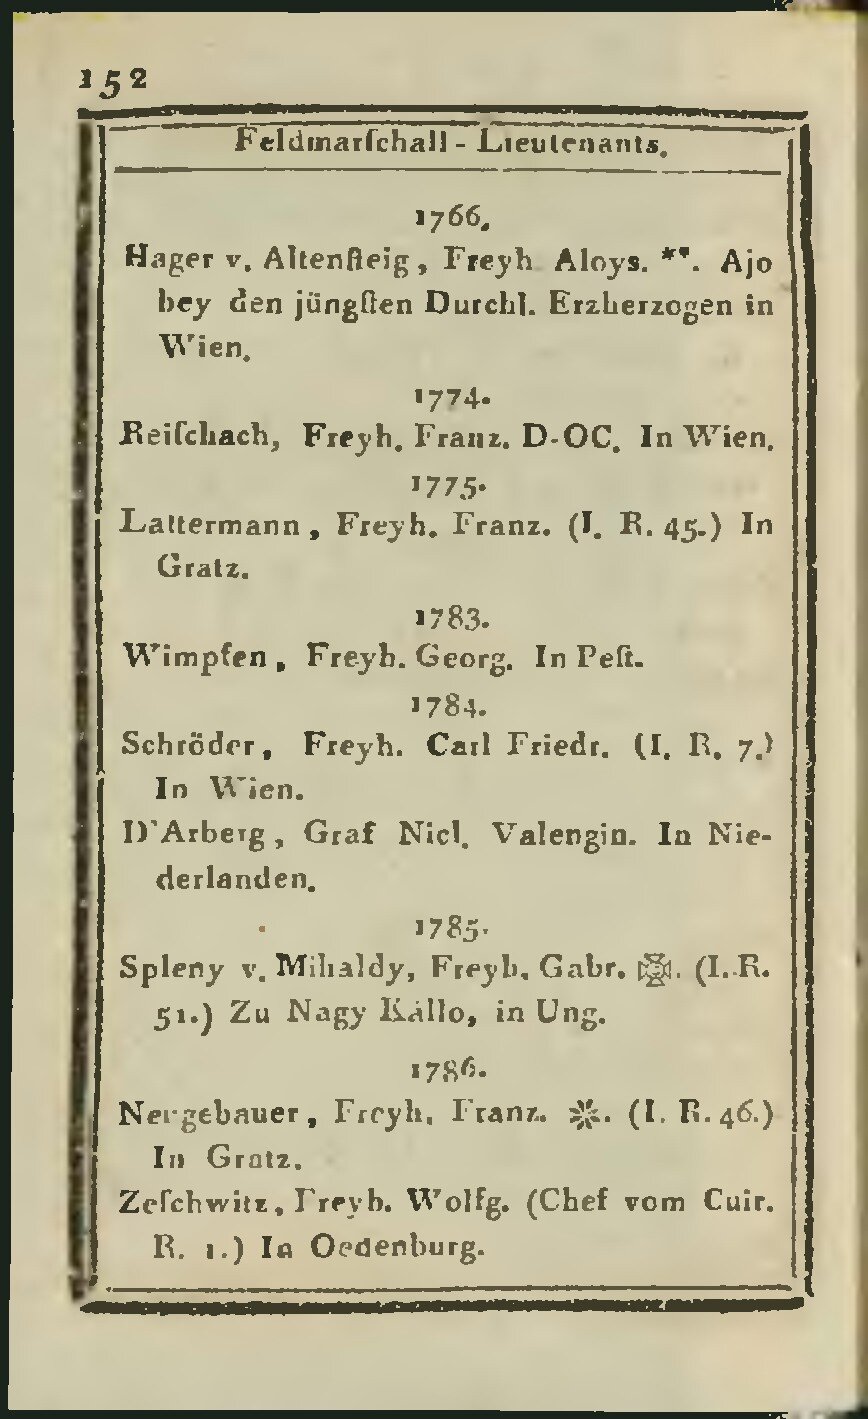 152
Feldmarſchall - Lieutenants.
1766.
Hager v. Altenſteig, Freyh. Aloys. **. Ajo
bey den jüngſten Durchl. Erzherzogen in
Wien.
1774.
Reiſchach, Freyh. Franz. D-OC. In Wien.
1775.
Lattermann, Freyh. Franz. (I. R. 45.) In
Gratz.
1783.
Wimpfen, Freyh. Georg. In Peſt.
1784.
Schröder, Freyh. Carl Friedr. (I. R. 7.)
In Wien.
D'Arberg, Graf Nicl. Valengin. In Nie-
derlanden.
1785.
Spleny v. Mihaldy, Freyh. Gabr. ✠. (I. R.
51.) Zu Nagy Kállo, in Ung.
1786.
Neugebauer, Freyh. Franz. *. (I. R. 46.)
In Gratz.
Zeſchwitz, Freyh. Wolfg. (Chef vom Cuir.
R. 1.) In Oedenburg.